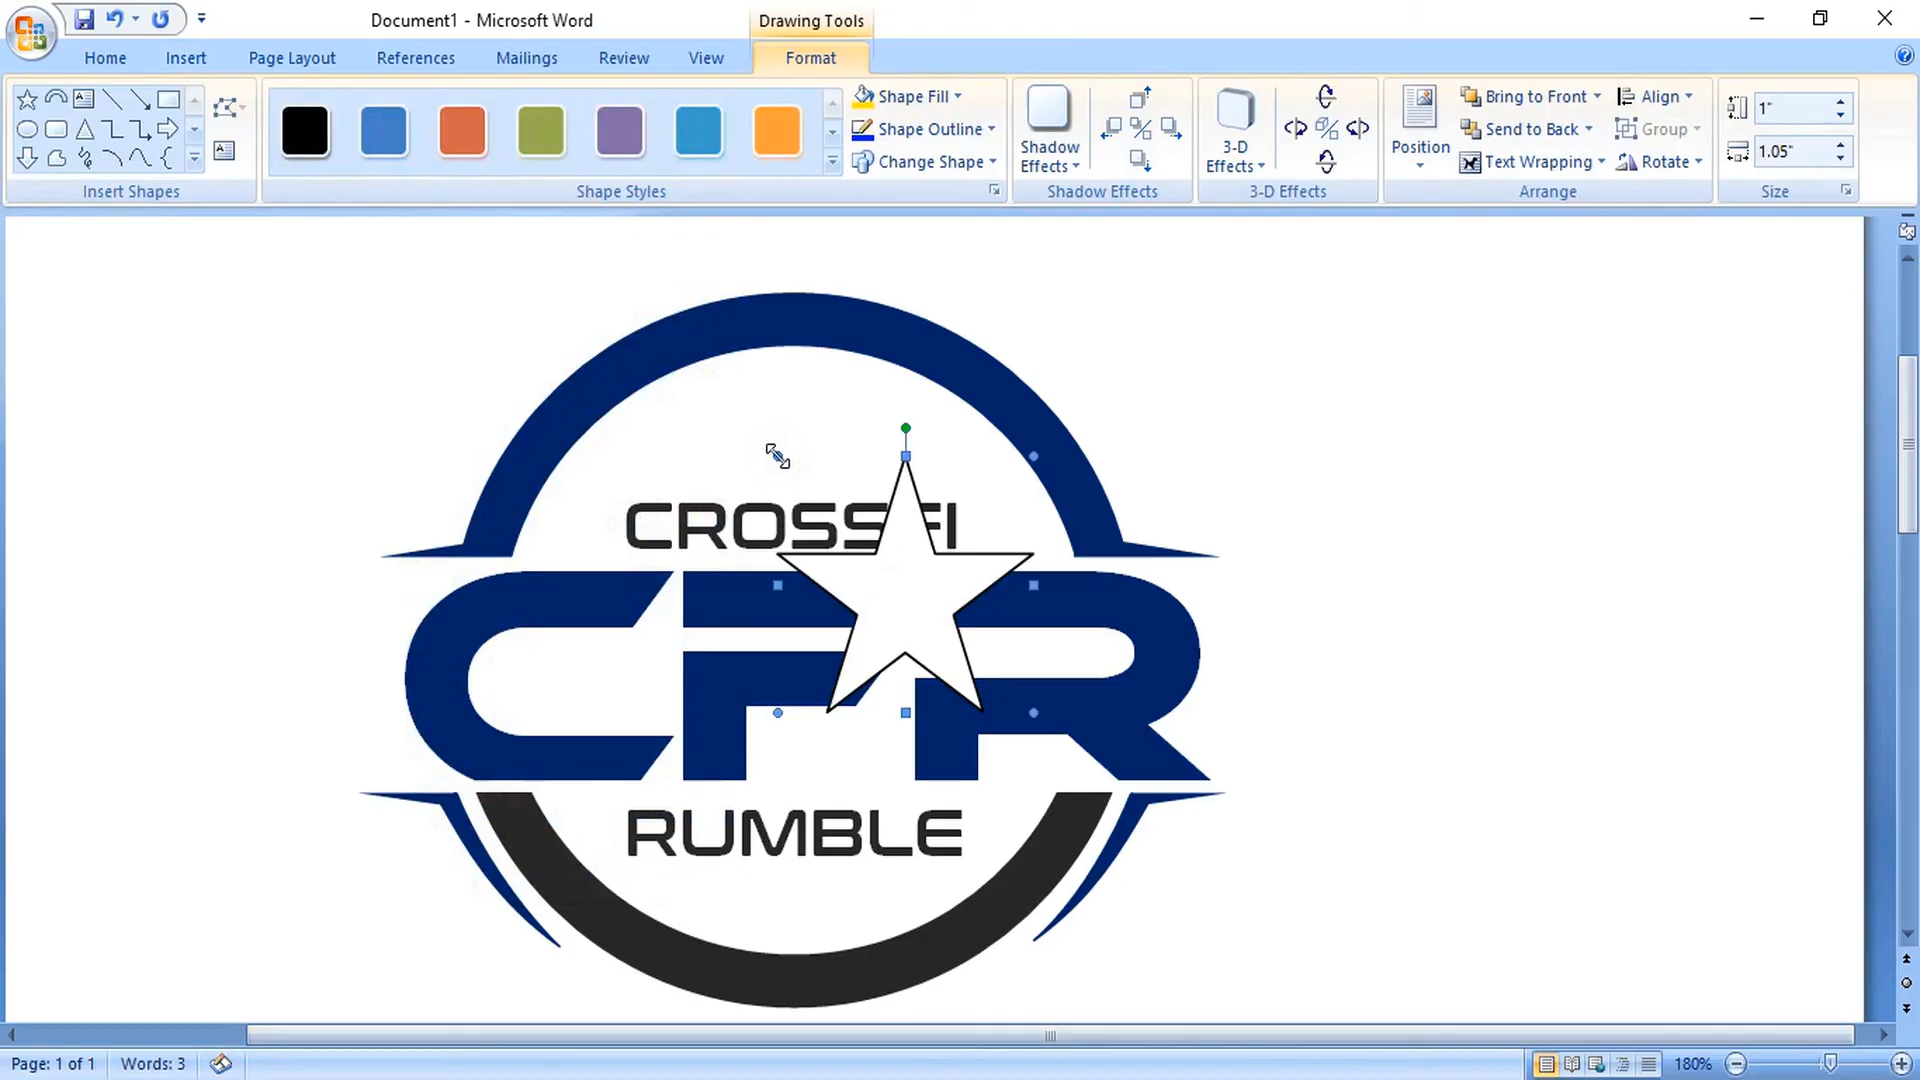 Document1 - Microsoft Word
Drawing Tools
Home Insert Page Layout References Mailings Review View Format
Shape Fill
Shape Outline
Change Shape
Shadow Effects
3-D Effects
Position
Bring to Front
Send to Back
Text Wrapping
Align
Group
Rotate
1"
1.05"
Insert Shapes Shape Styles Shadow Effects 3-D Effects Arrange Size
CROSSFI
CPR
RUMBLE
Page: 1 of 1 Words: 3 180%